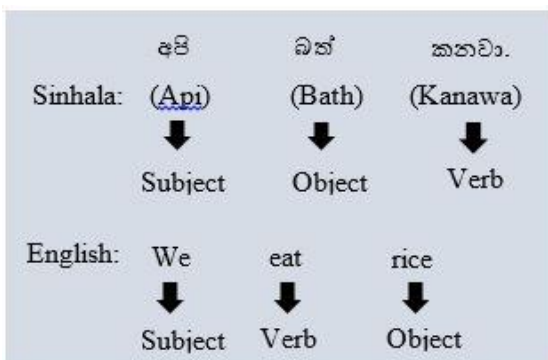 අපි බත් කනවා.
Sinhala: (Api) (Bath) (Kanawa)
Subject Object Verb
English: We eat rice
Subject Verb Object